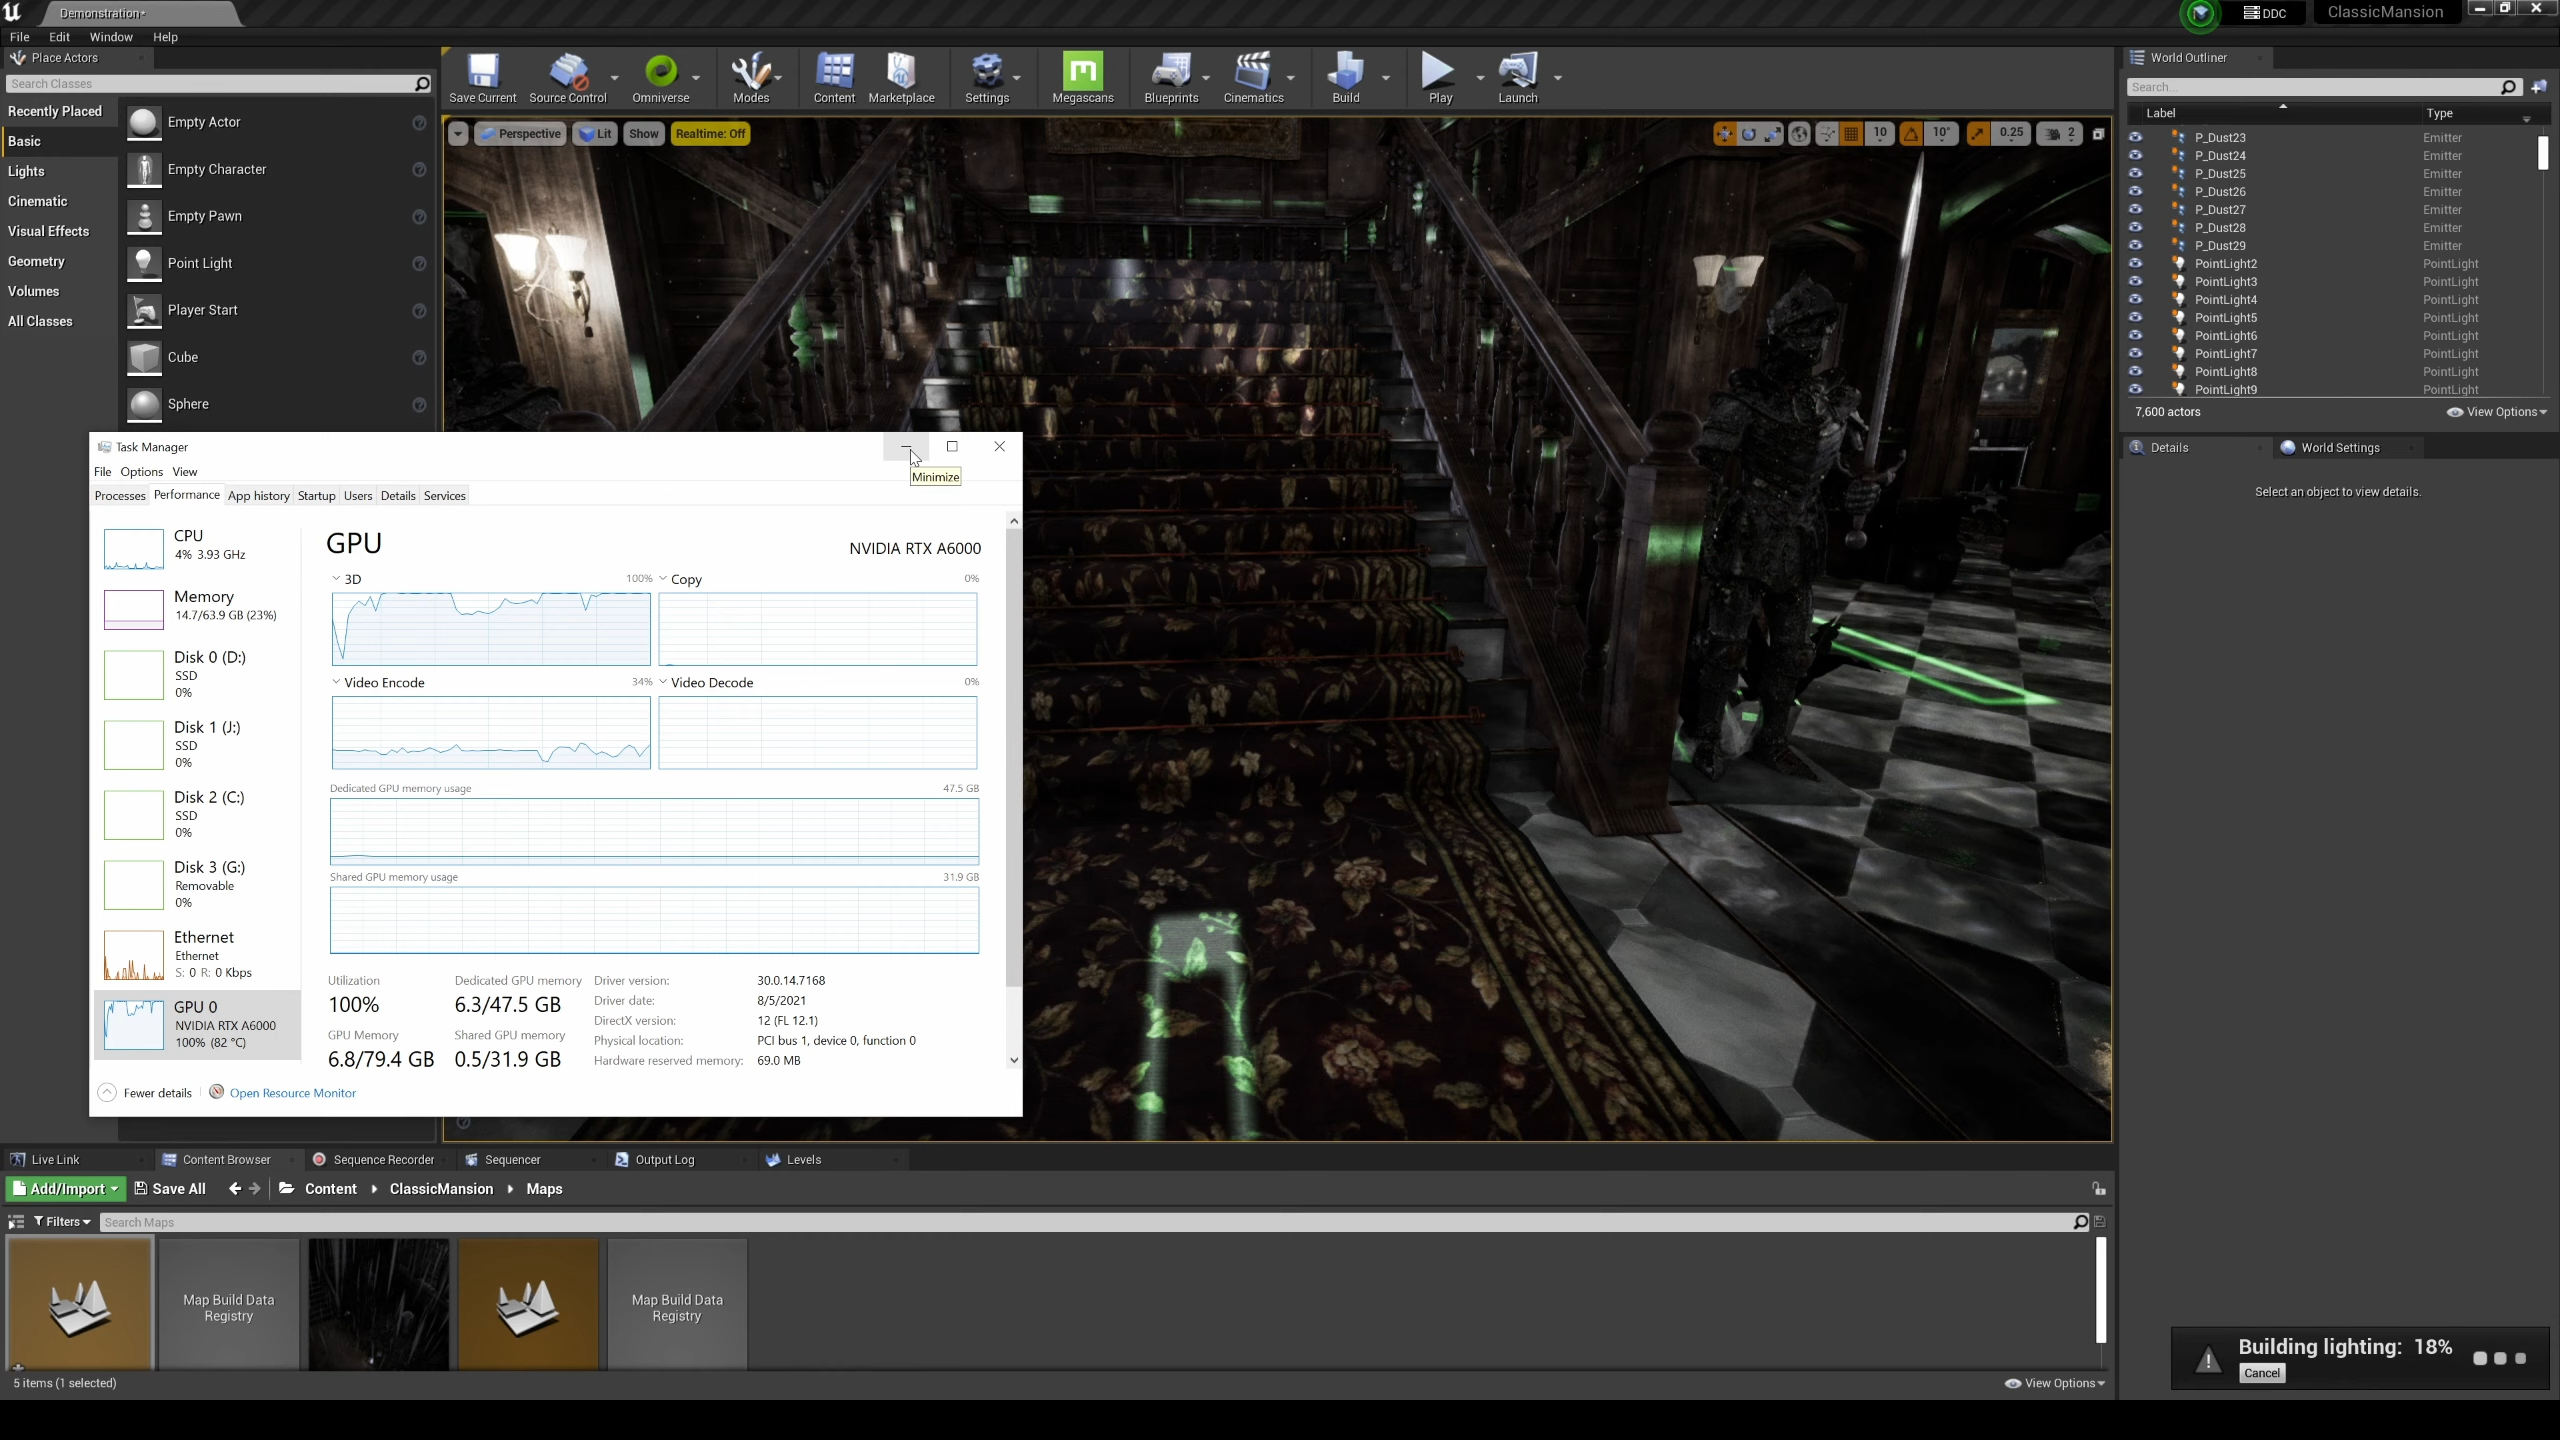 Demonstration*
DDC
ClassicMansion
File Edit Window Help
Place Actors
Search Classes
Recently Placed
Basic
Lights
Cinematic
Visual Effects
Geometry
Volumes
All Classes
Empty Actor
Empty Character
Empty Pawn
Point Light
Player Start
Cube
Sphere
Save Current
Source Control
Omniverse
Modes
Content
Marketplace
Settings
Megascans
Blueprints
Cinematics
Build
Play
Launch
Perspective
Lit
Show
Realtime: Off
10
10°
0.25
2
World Outliner
Search...
Label Type
P_Dust23 Emitter
P_Dust24 Emitter
P_Dust25 Emitter
P_Dust26 Emitter
P_Dust27 Emitter
P_Dust28 Emitter
P_Dust29 Emitter
PointLight2 PointLight
PointLight3 PointLight
PointLight4 PointLight
PointLight5 PointLight
PointLight6 PointLight
PointLight7 PointLight
PointLight8 PointLight
PointLight9 PointLight
7,600 actors
View Options
Details
World Settings
Select an object to view details.
Task Manager
Minimize
File Options View
Processes Performance App history Startup Users Details Services
CPU
4% 3.93 GHz
Memory
14.7/63.9 GB (23%)
Disk 0 (D:)
SSD
0%
Disk 1 (J:)
SSD
0%
Disk 2 (C:)
SSD
0%
Disk 3 (G:)
Removable
0%
Ethernet
Ethernet
S: 0 R: 0 Kbps
GPU 0
NVIDIA RTX A6000
100% (82 °C)
GPU
NVIDIA RTX A6000
3D 100%
Copy 0%
Video Encode 34%
Video Decode 0%
Dedicated GPU memory usage 47.5 GB
Shared GPU memory usage 31.9 GB
Utilization
100%
Dedicated GPU memory
6.3/47.5 GB
GPU Memory
6.8/79.4 GB
Shared GPU memory
0.5/31.9 GB
Driver version: 30.0.14.7168
Driver date: 8/5/2021
DirectX version: 12 (FL 12.1)
Physical location: PCI bus 1, device 0, function 0
Hardware reserved memory: 69.0 MB
Fewer details
Open Resource Monitor
Live Link
Content Browser
Sequence Recorder
Sequencer
Output Log
Levels
Add/Import
Save All
Content
ClassicMansion
Maps
Filters
Search Maps
Map Build Data
Registry
Map Build Data
Registry
5 items (1 selected)
View Options
Building lighting: 18%
Cancel